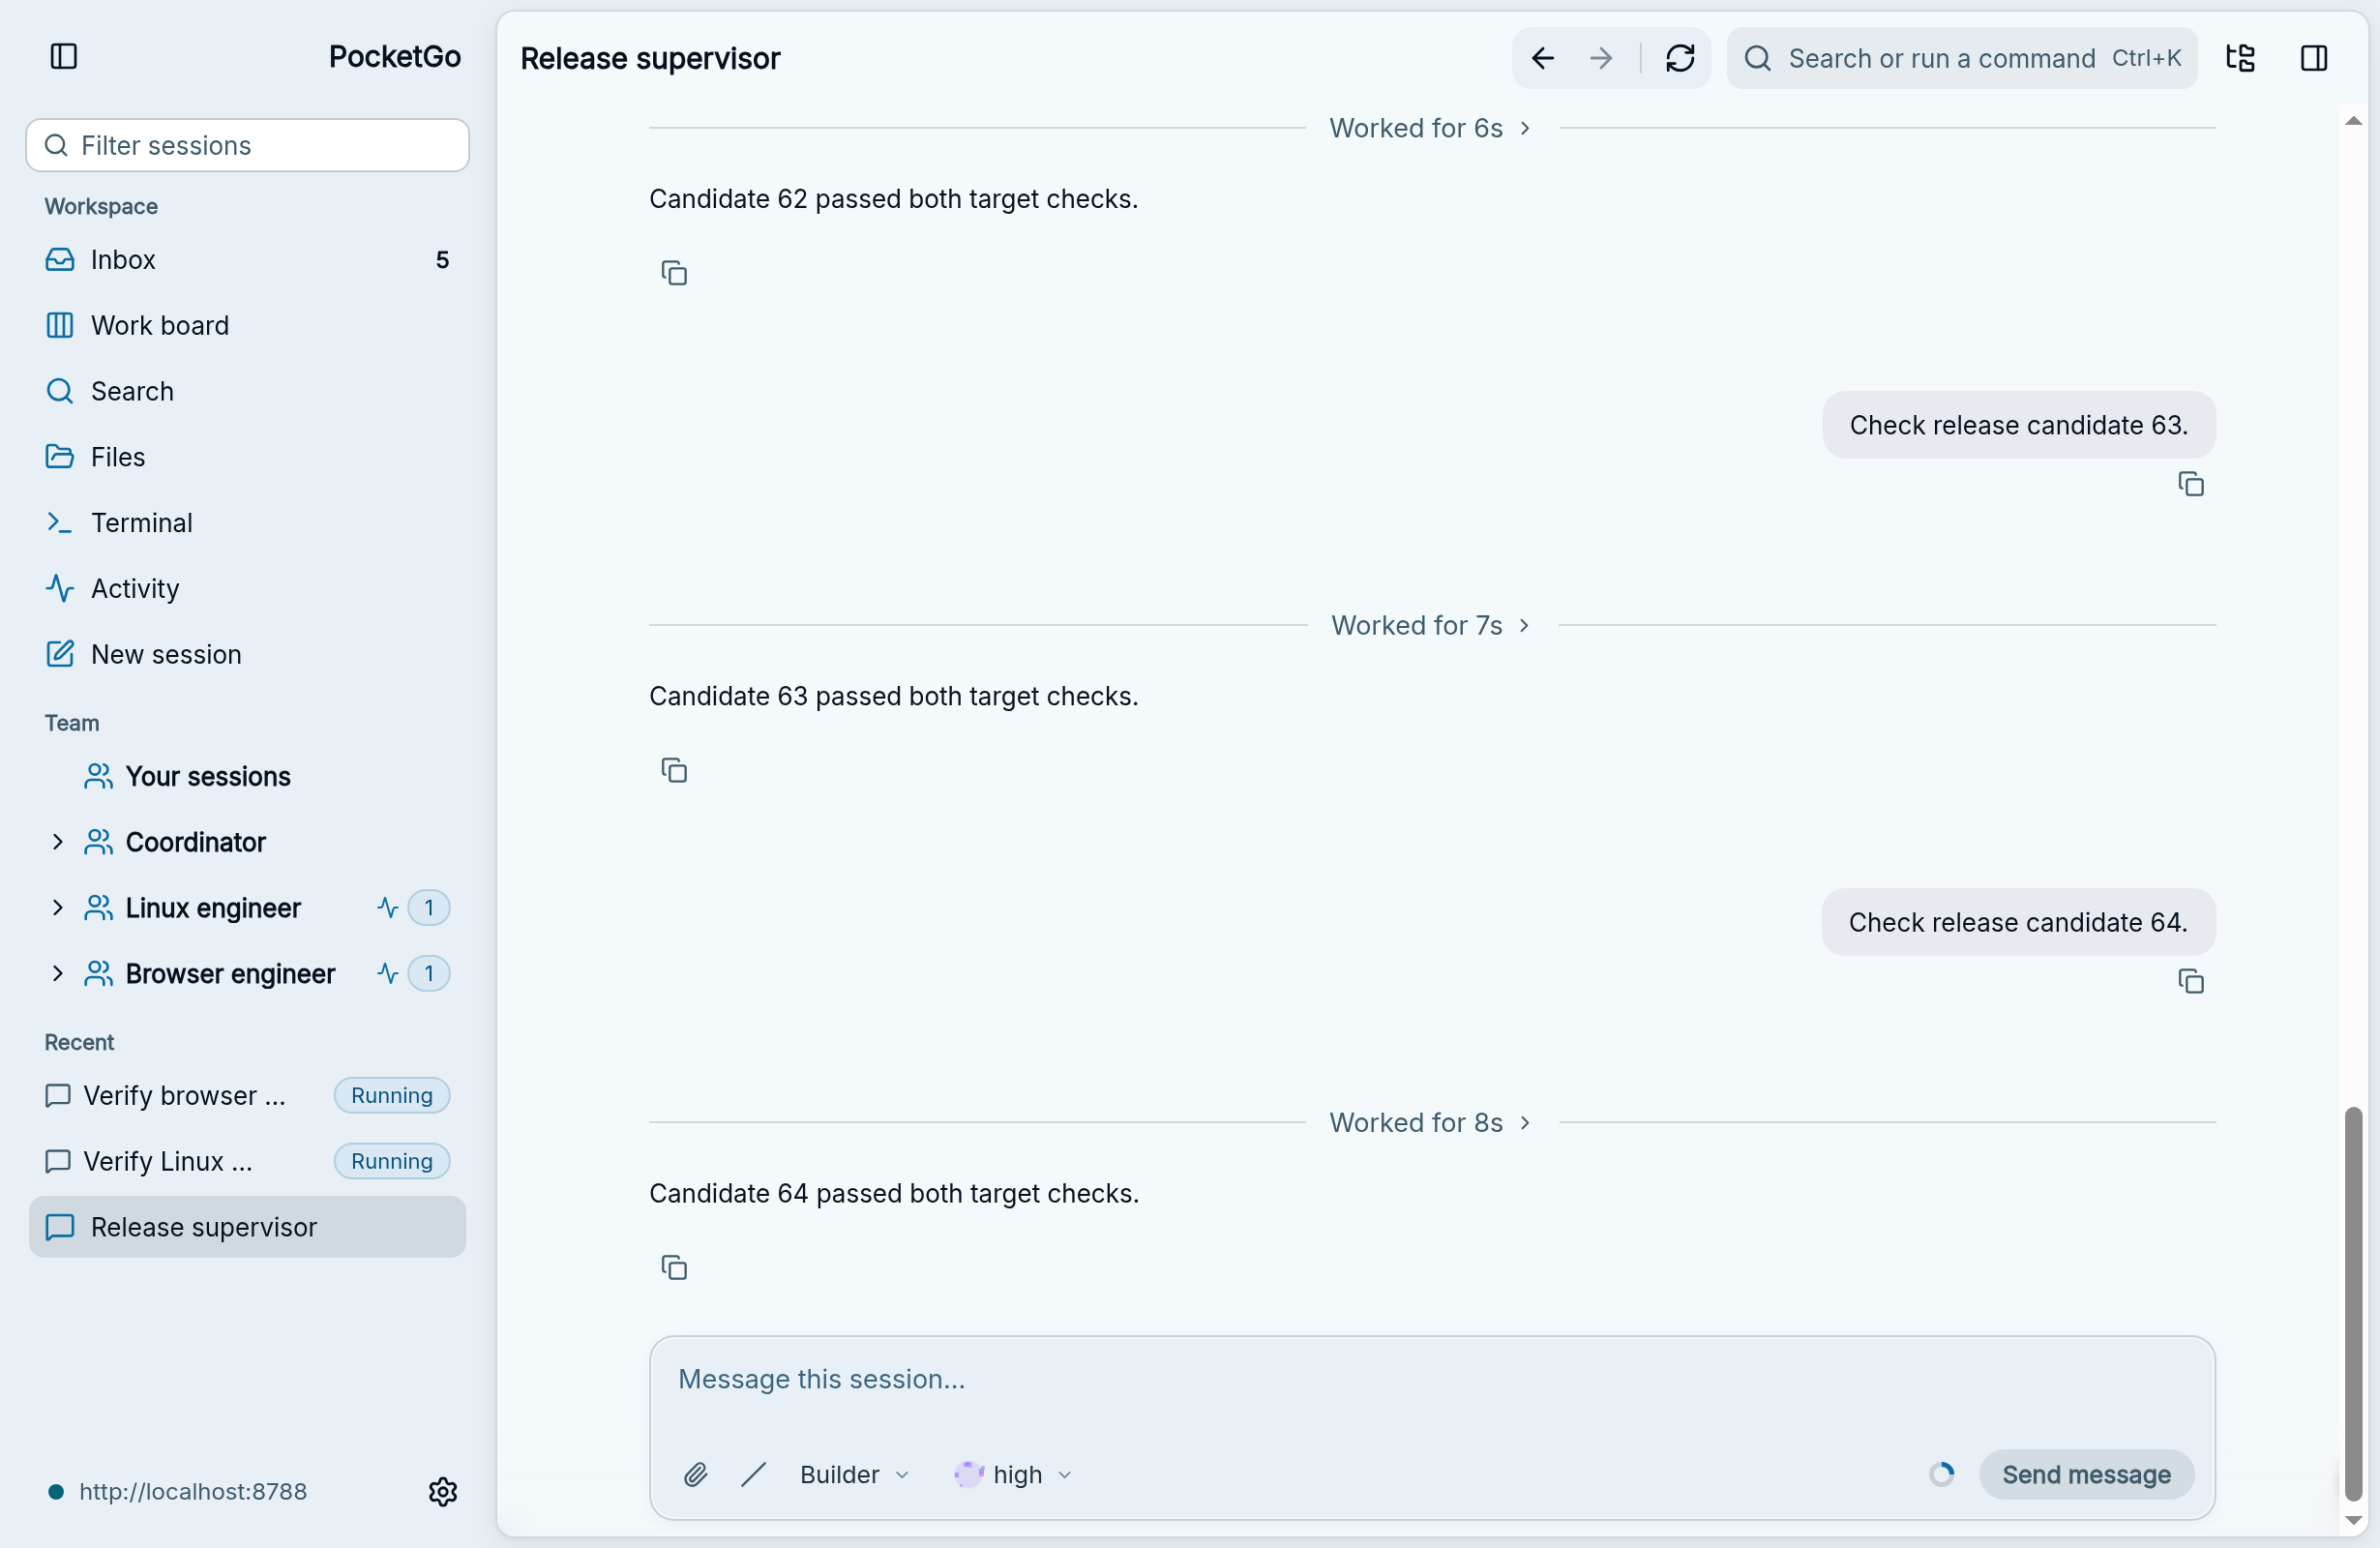 PocketGo
Filter sessions
Workspace
Inbox 5
Work board
Search
Files
Terminal
Activity
New session
Team
Your sessions
Coordinator
Linux engineer 1
Browser engineer 1
Recent
Verify browser ... Running
Verify Linux ... Running
Release supervisor
http://localhost:8788
Release supervisor
Search or run a command Ctrl+K
Worked for 6s
Candidate 62 passed both target checks.
Check release candidate 63.
Worked for 7s
Candidate 63 passed both target checks.
Check release candidate 64.
Worked for 8s
Candidate 64 passed both target checks.
Message this session...
Builder high Send message